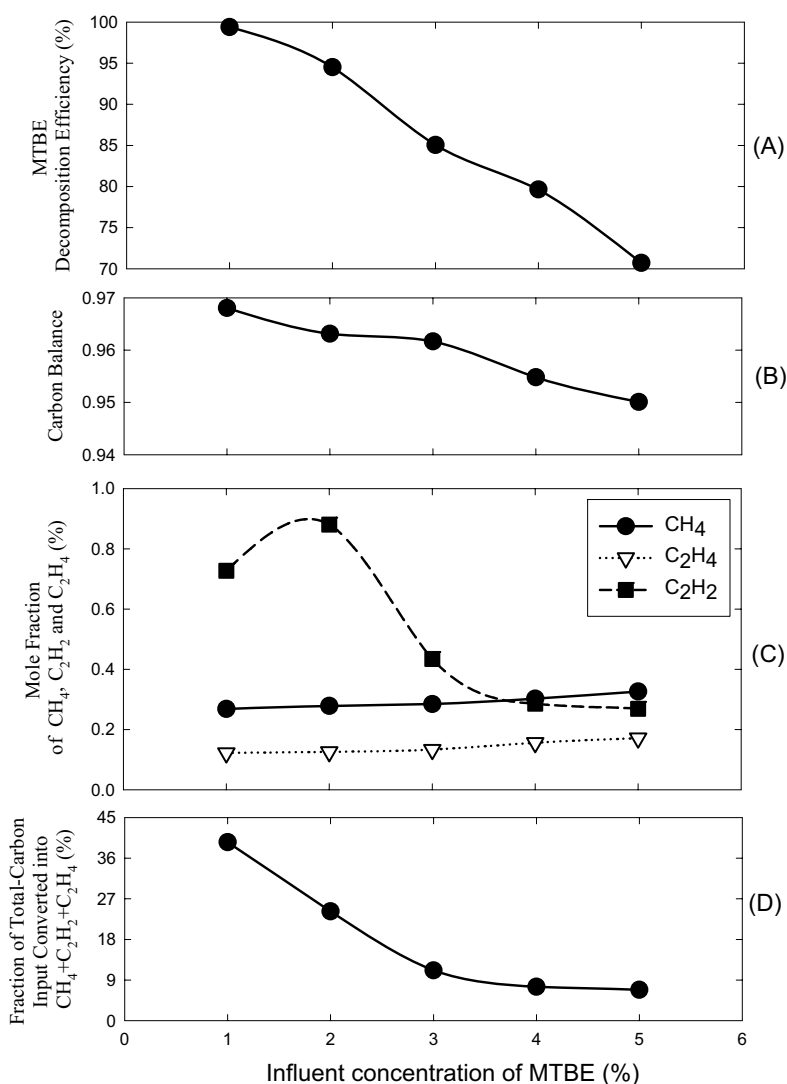 MTBE
Decomposition Efficiency (%)
100
95
90
85
80
75
70
(A)
Carbon Balance
0.97
0.96
0.95
0.94
(B)
Mole Fraction
of CH₄, C₂H₂ and C₂H₄ (%)
1.0
0.8
0.6
0.4
0.2
0.0
CH₄
C₂H₄
C₂H₂
(C)
Fraction of Total-Carbon
Input Converted into
CH₄+C₂H₂+C₂H₄ (%)
45
36
27
18
9
0
(D)
0 1 2 3 4 5 6
Influent concentration of MTBE (%)